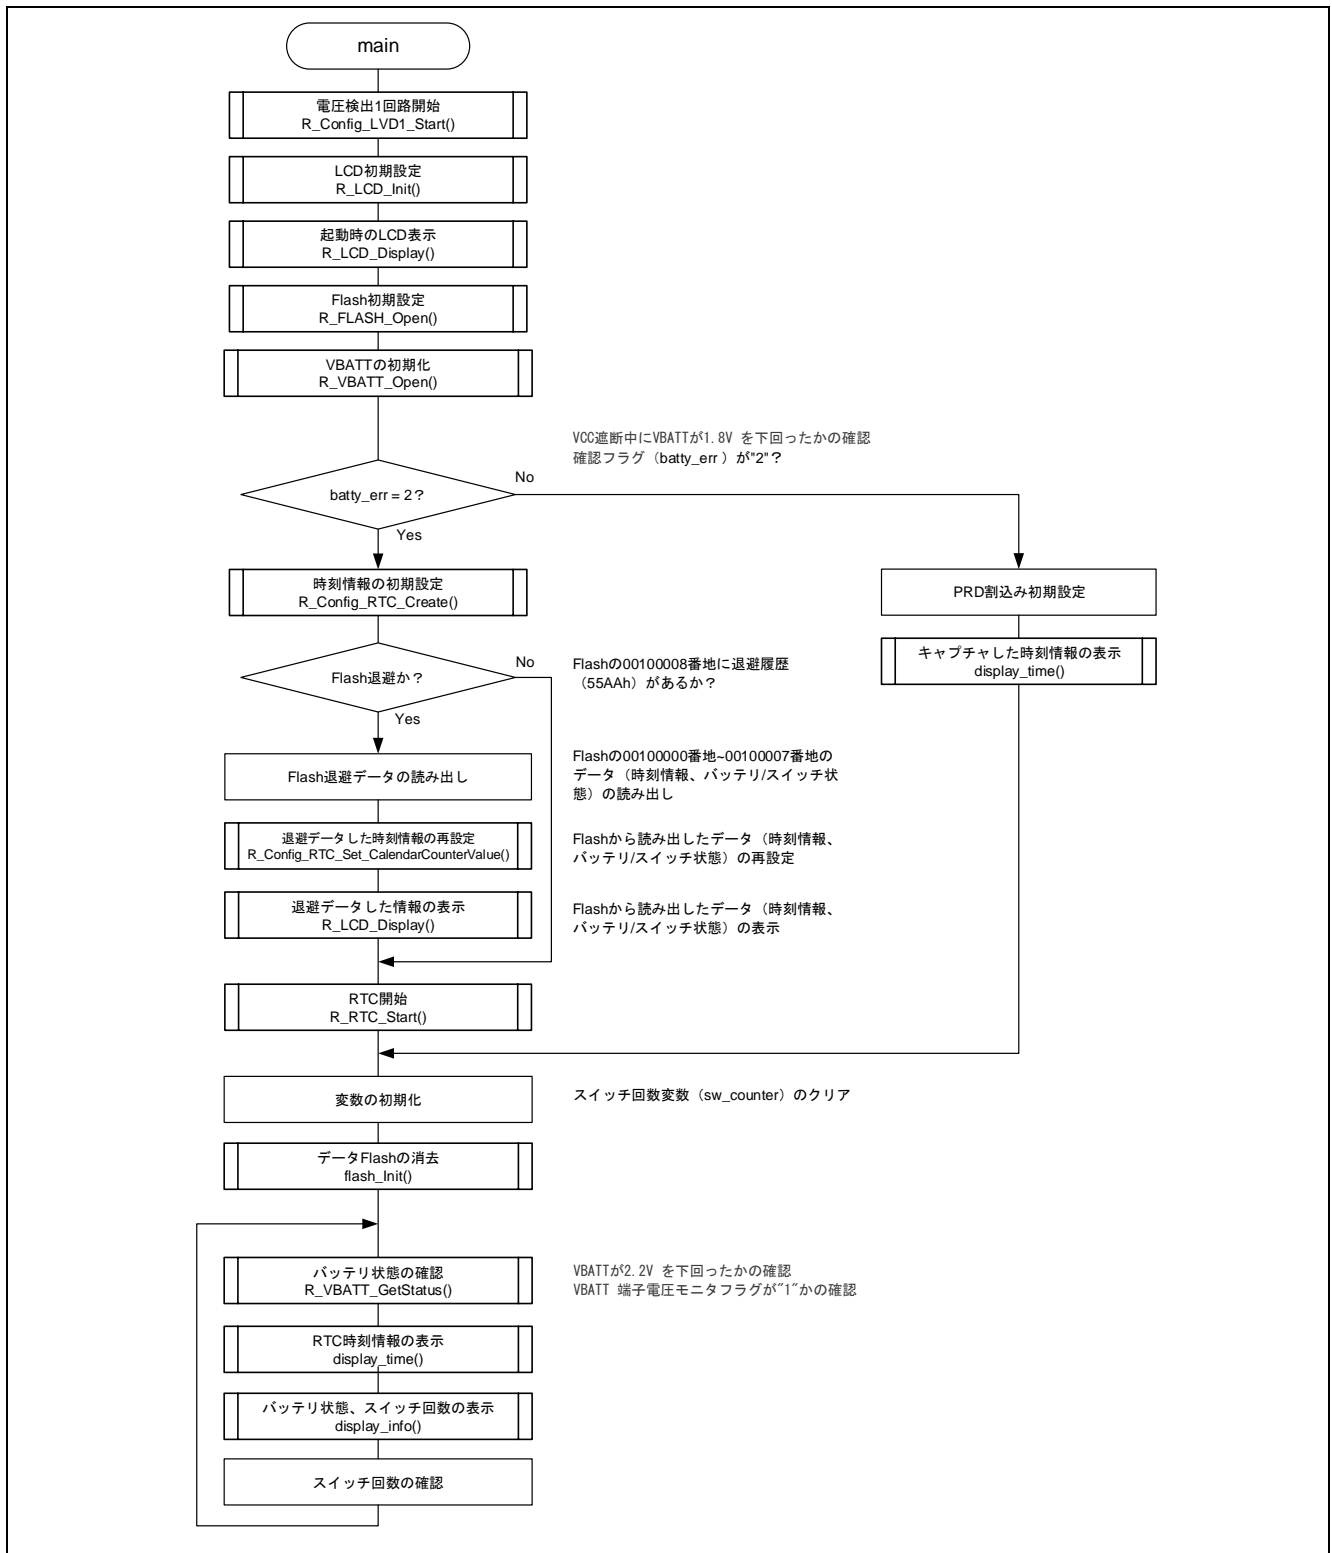 main
電圧検出1回路開始
R_Config_LVD1_Start()
LCD初期設定
R_LCD_Init()
起動時のLCD表示
R_LCD_Display()
Flash初期設定
R_FLASH_Open()
VBATTの初期化
R_VBATT_Open()
VCC遮断中にVBATTが1.8V を下回ったかの確認
確認フラグ（batty_err ）が"2"？
batty_err = 2？
No
Yes
時刻情報の初期設定
R_Config_RTC_Create()
PRD割込み初期設定
キャプチャした時刻情報の表示
display_time()
Flash退避か？
No
Yes
Flashの00100008番地に退避履歴
（55AAh）があるか？
Flash退避データの読み出し
Flashの00100000番地~00100007番地の
データ（時刻情報、バッテリ/スイッチ状
態）の読み出し
退避データした時刻情報の再設定
R_Config_RTC_Set_CalendarCounterValue()
Flashから読み出したデータ（時刻情報、
バッテリ/スイッチ状態）の再設定
退避データした情報の表示
R_LCD_Display()
Flashから読み出したデータ（時刻情報、
バッテリ/スイッチ状態）の表示
RTC開始
R_RTC_Start()
変数の初期化
スイッチ回数変数（sw_counter）のクリア
データFlashの消去
flash_Init()
バッテリ状態の確認
R_VBATT_GetStatus()
VBATTが2.2V を下回ったかの確認
VBATT 端子電圧モニタフラグが"1"かの確認
RTC時刻情報の表示
display_time()
バッテリ状態、スイッチ回数の表示
display_info()
スイッチ回数の確認